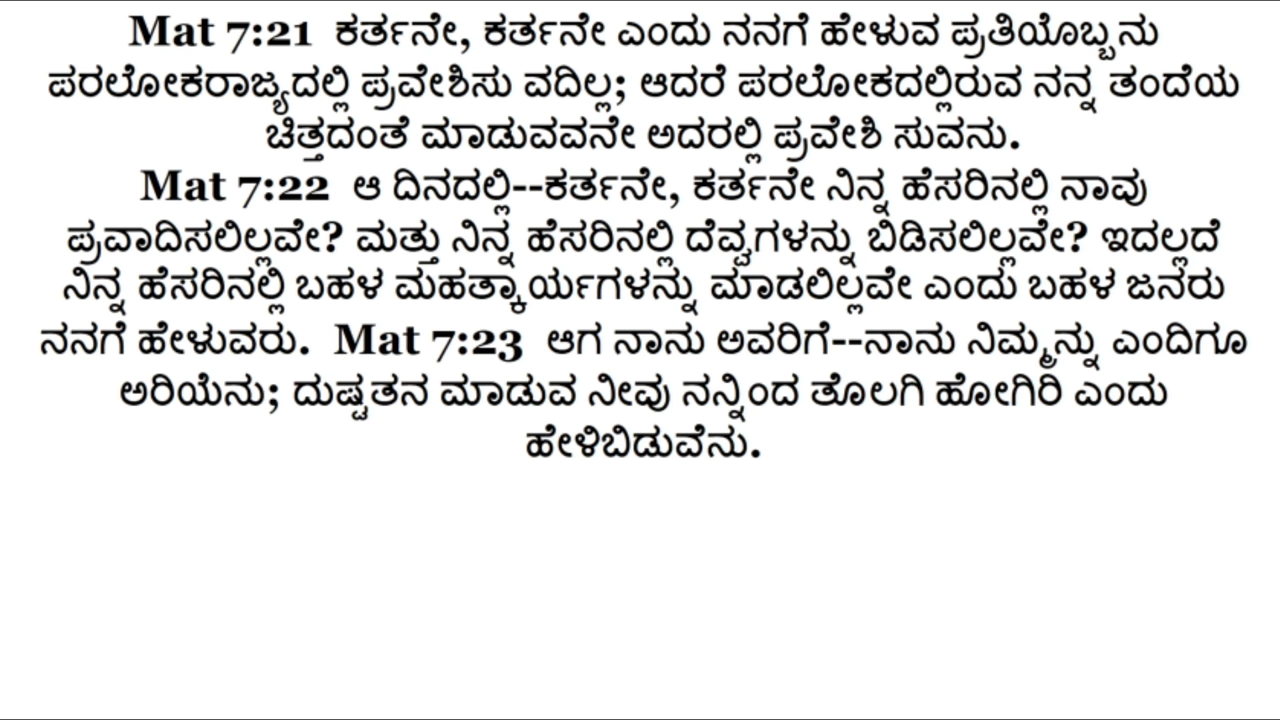 Mat 7:21 ಕರ್ತನೇ, ಕರ್ತನೇ ಎಂದು ನನಗೆ ಹೇಳುವ ಪ್ರತಿಯೊಬ್ಬನು
ಪರಲೋಕರಾಜ್ಯದಲ್ಲಿ ಪ್ರವೇಶಿಸು ವದಿಲ್ಲ; ಆದರೆ ಪರಲೋಕದಲ್ಲಿರುವ ನನ್ನ ತಂದೆಯ
ಚಿತ್ತದಂತೆ ಮಾಡುವವನೇ ಅದರಲ್ಲಿ ಪ್ರವೇಶಿ ಸುವನು.
Mat 7:22 ಆ ದಿನದಲ್ಲಿ--ಕರ್ತನೇ, ಕರ್ತನೇ ನಿನ್ನ ಹೆಸರಿನಲ್ಲಿ ನಾವು
ಪ್ರವಾದಿಸಲಿಲ್ಲವೇ? ಮತ್ತು ನಿನ್ನ ಹೆಸರಿನಲ್ಲಿ ದೆವ್ವಗಳನ್ನು ಬಿಡಿಸಲಿಲ್ಲವೇ? ಇದಲ್ಲದೆ
ನಿನ್ನ ಹೆಸರಿನಲ್ಲಿ ಬಹಳ ಮಹತ್ಕಾರ್ಯಗಳನ್ನು ಮಾಡಲಿಲ್ಲವೇ ಎಂದು ಬಹಳ ಜನರು
ನನಗೆ ಹೇಳುವರು. Mat 7:23 ಆಗ ನಾನು ಅವರಿಗೆ--ನಾನು ನಿಮ್ಮನ್ನು ಎಂದಿಗೂ
ಅರಿಯೆನು; ದುಷ್ಟತನ ಮಾಡುವ ನೀವು ನನ್ನಿಂದ ತೊಲಗಿ ಹೋಗಿರಿ ಎಂದು
ಹೇಳಿಬಿಡುವೆನು.